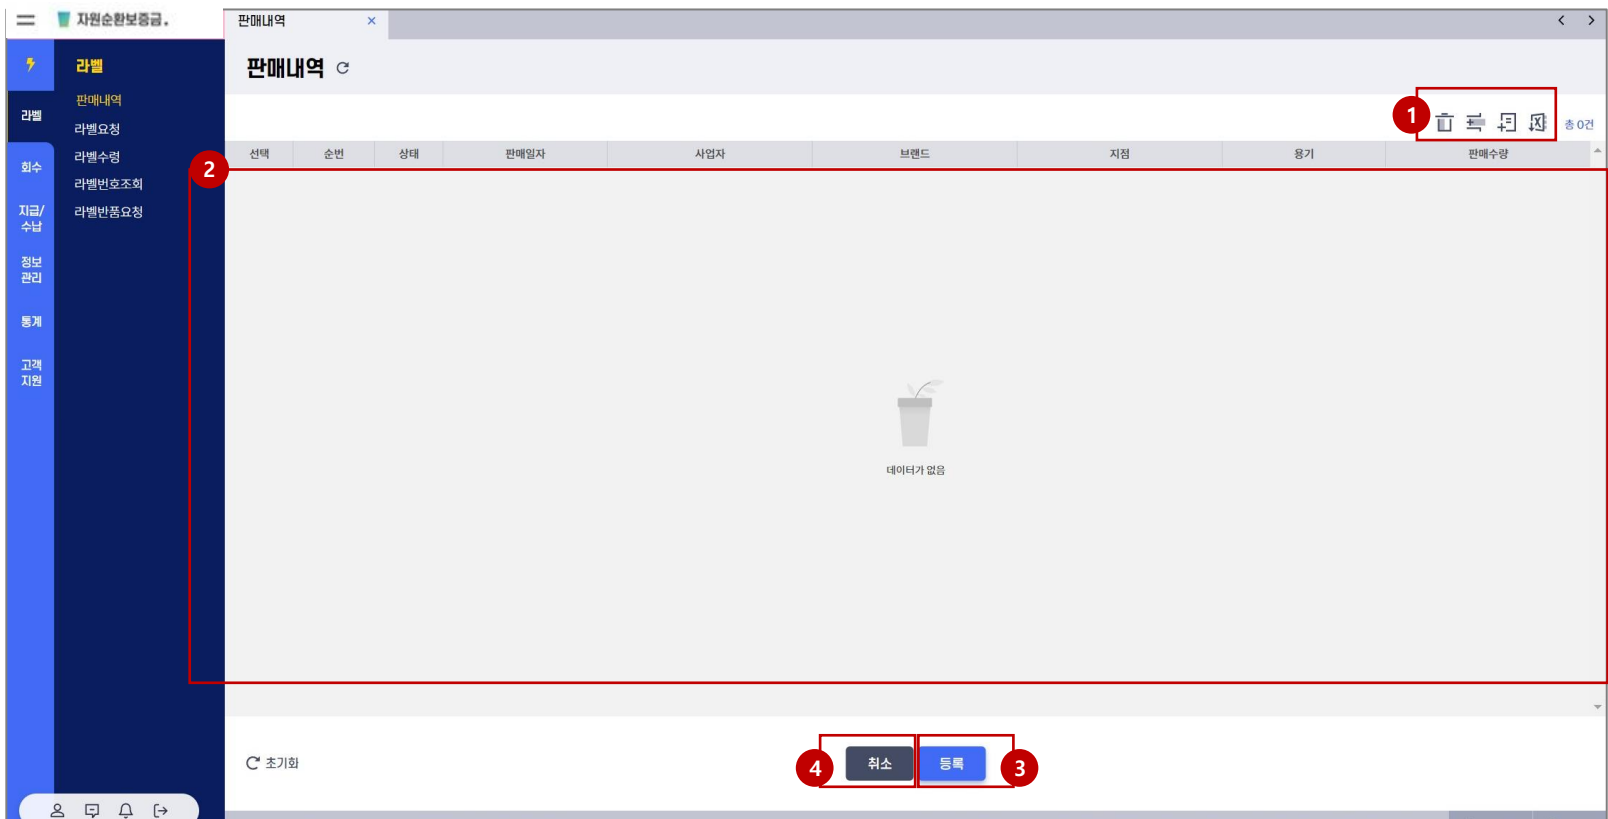 자원순환보증금.
판매내역 ×
라벨
판매내역
라벨요청
라벨수령
라벨번호조회
라벨반품요청
라벨
회수
지급/
수납
정보
관리
통계
고객
지원
판매내역
1
총 0건
선택 순번 상태 판매일자 사업자 브랜드 지점 용기 판매수량
2
데이터가 없음
초기화
4 취소 등록 3